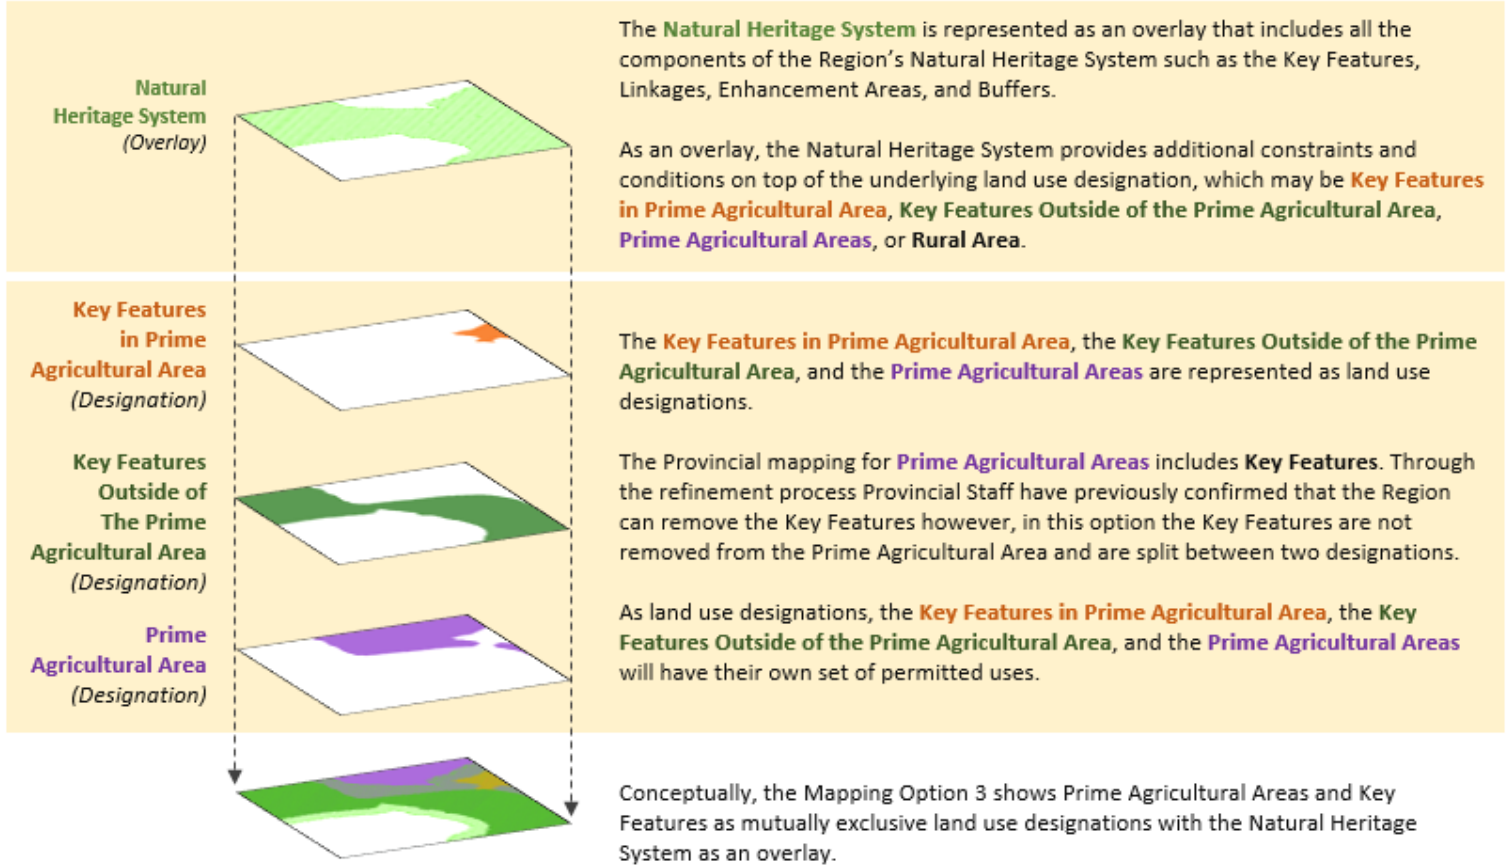 Natural
Heritage System
(Overlay)
The Natural Heritage System is represented as an overlay that includes all the
components of the Region’s Natural Heritage System such as the Key Features,
Linkages, Enhancement Areas, and Buffers.
As an overlay, the Natural Heritage System provides additional constraints and
conditions on top of the underlying land use designation, which may be Key Features
in Prime Agricultural Area, Key Features Outside of the Prime Agricultural Area,
Prime Agricultural Areas, or Rural Area.
Key Features
in Prime
Agricultural Area
(Designation)
Key Features
Outside of
The Prime
Agricultural Area
(Designation)
Prime
Agricultural Area
(Designation)
The Key Features in Prime Agricultural Area, the Key Features Outside of the Prime
Agricultural Area, and the Prime Agricultural Areas are represented as land use
designations.
The Provincial mapping for Prime Agricultural Areas includes Key Features. Through
the refinement process Provincial Staff have previously confirmed that the Region
can remove the Key Features however, in this option the Key Features are not
removed from the Prime Agricultural Area and are split between two designations.
As land use designations, the Key Features in Prime Agricultural Area, the Key
Features Outside of the Prime Agricultural Area, and the Prime Agricultural Areas
will have their own set of permitted uses.
Conceptually, the Mapping Option 3 shows Prime Agricultural Areas and Key
Features as mutually exclusive land use designations with the Natural Heritage
System as an overlay.